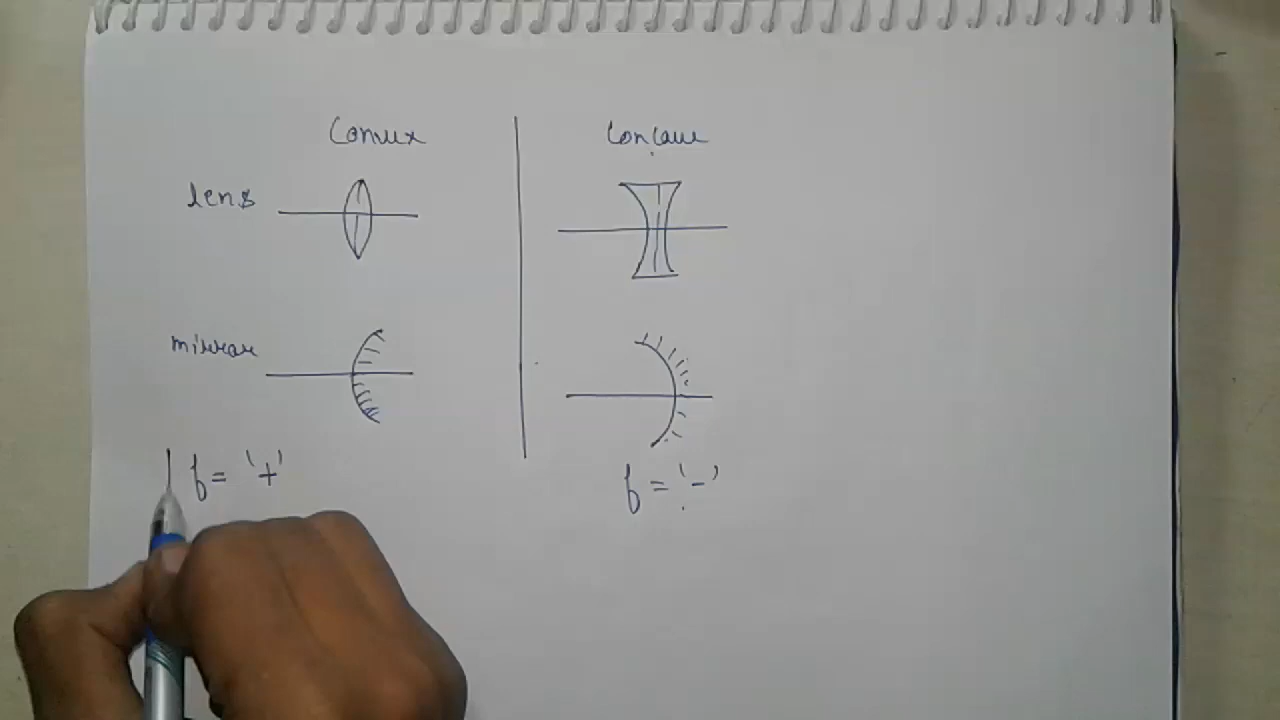 Convex
Concave
lens
mirror
f = '+'
f = '-'